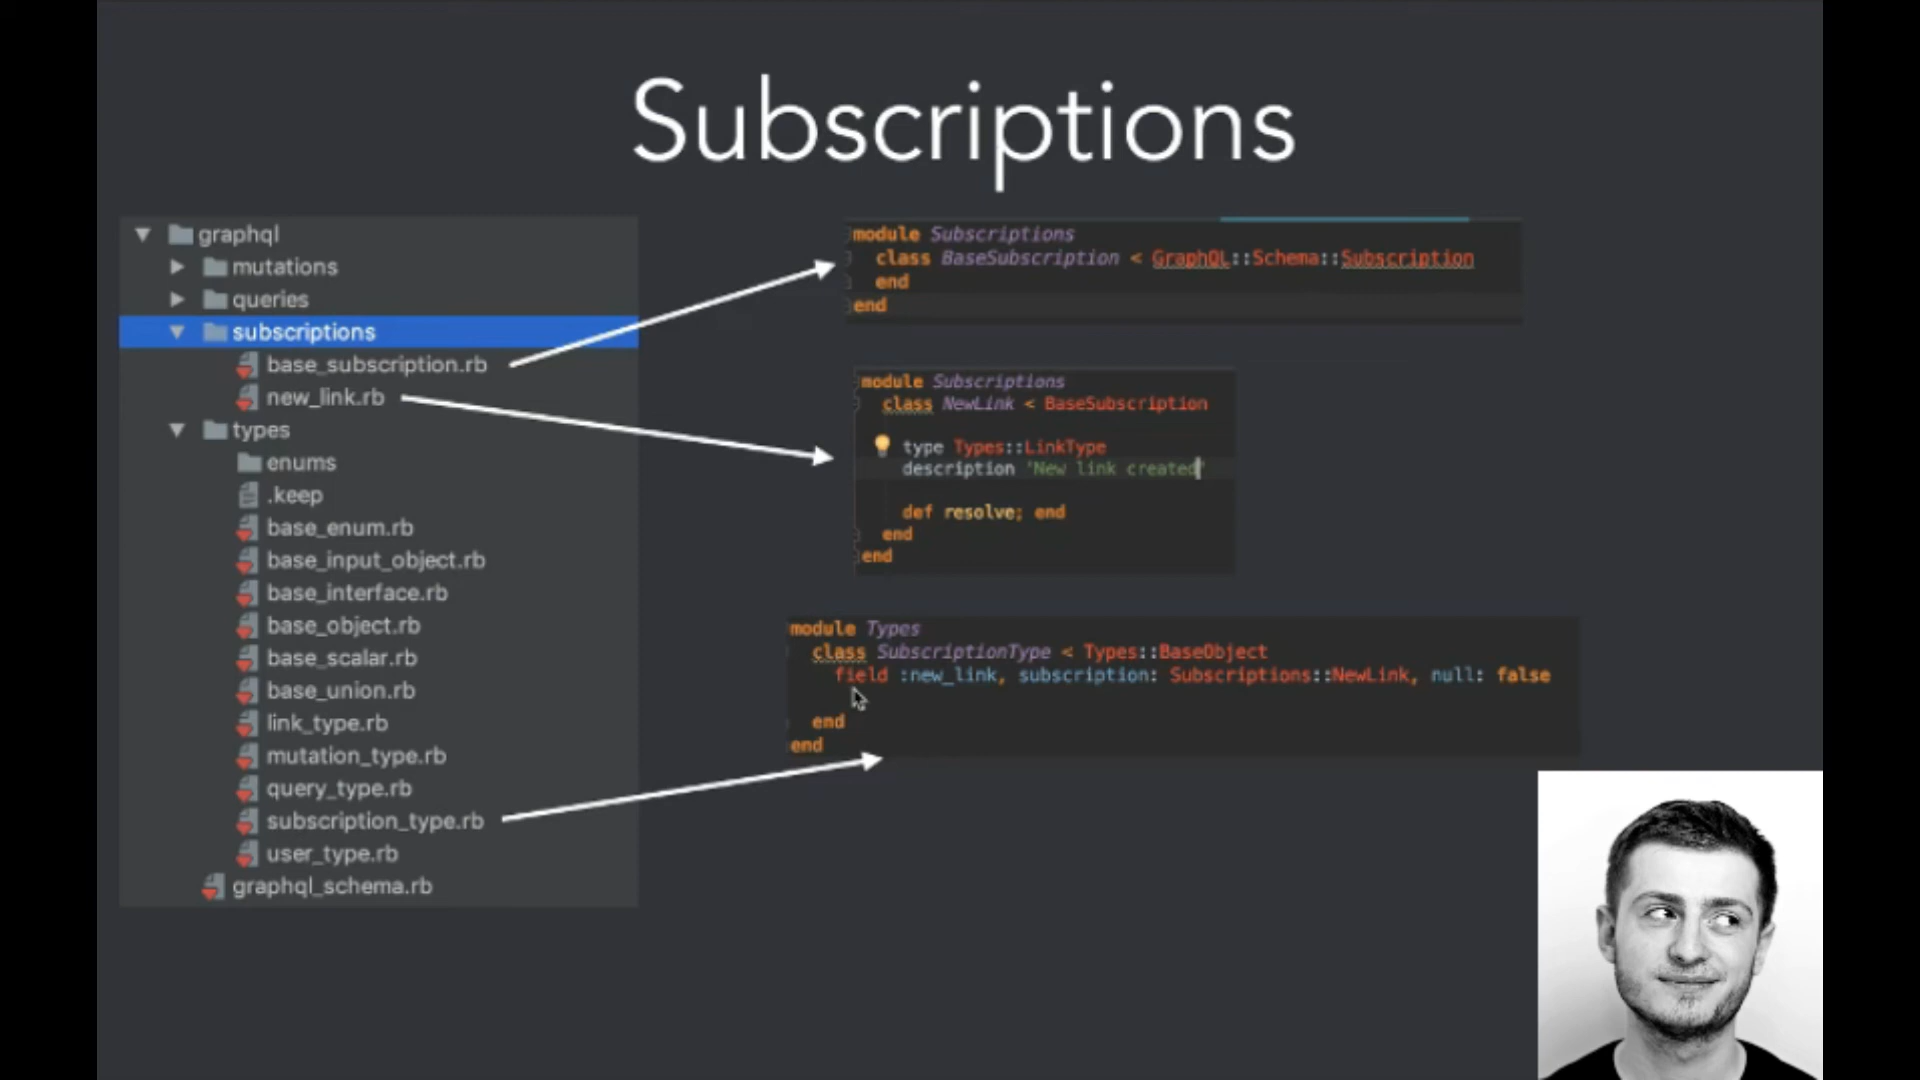 Subscriptions
graphql
mutations
queries
subscriptions
base_subscription.rb
new_link.rb
types
enums
.keep
base_enum.rb
base_input_object.rb
base_interface.rb
base_object.rb
base_scalar.rb
base_union.rb
link_type.rb
mutation_type.rb
query_type.rb
subscription_type.rb
user_type.rb
graphql_schema.rb
module Subscriptions
class BaseSubscription < GraphQL::Schema::Subscription
end
end
module Subscriptions
class NewLink < BaseSubscription
type Types::LinkType
description 'New link created'
def resolve; end
end
end
module Types
class SubscriptionType < Types::BaseObject
field :new_link, subscription: Subscriptions::NewLink, null: false
end
end